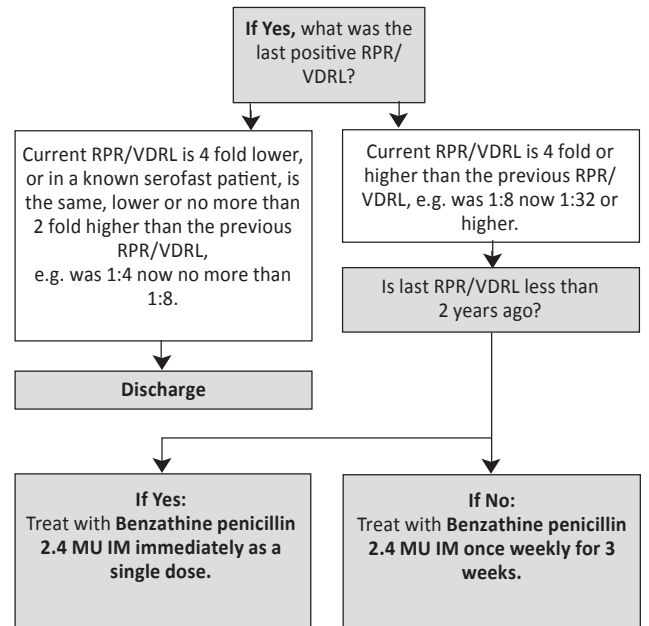 If Yes, what was the
last positive RPR/
VDRL?
Current RPR/VDRL is 4 fold lower,
or in a known serofast patient, is
the same, lower or no more than
2 fold higher than the previous
RPR/VDRL,
e.g. was 1:4 now no more than
1:8.
Current RPR/VDRL is 4 fold or
higher than the previous RPR/
VDRL, e.g. was 1:8 now 1:32 or
higher.
Is last RPR/VDRL less than
2 years ago?
Discharge
If Yes:
Treat with Benzathine penicillin
2.4 MU IM immediately as a
single dose.
If No:
Treat with Benzathine penicillin
2.4 MU IM once weekly for 3
weeks.